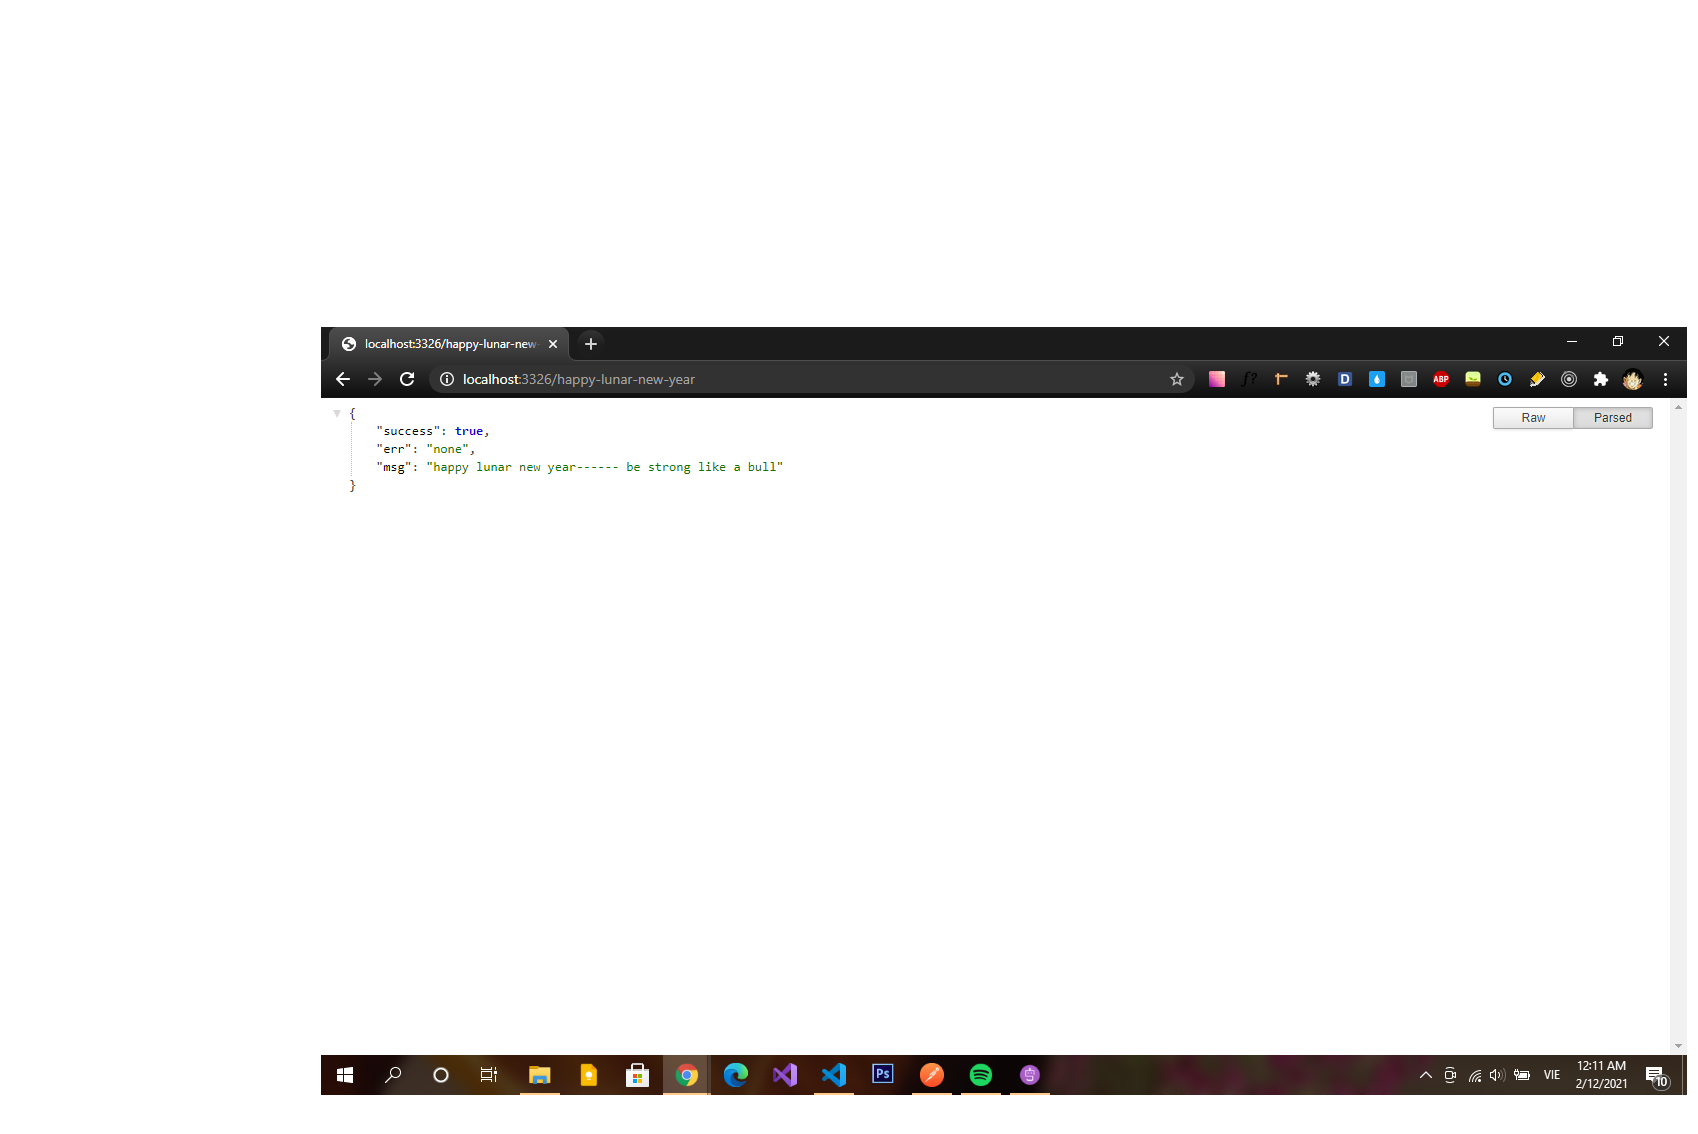 localhost:3326/happy-lunar-new-
localhost:3326/happy-lunar-new-year
f?
D
ABP
Raw
Parsed
{
"success": true,
"err": "none",
"msg": "happy lunar new year------ be strong like a bull"
}
Ps
VIE
12:11 AM
2/12/2021
10